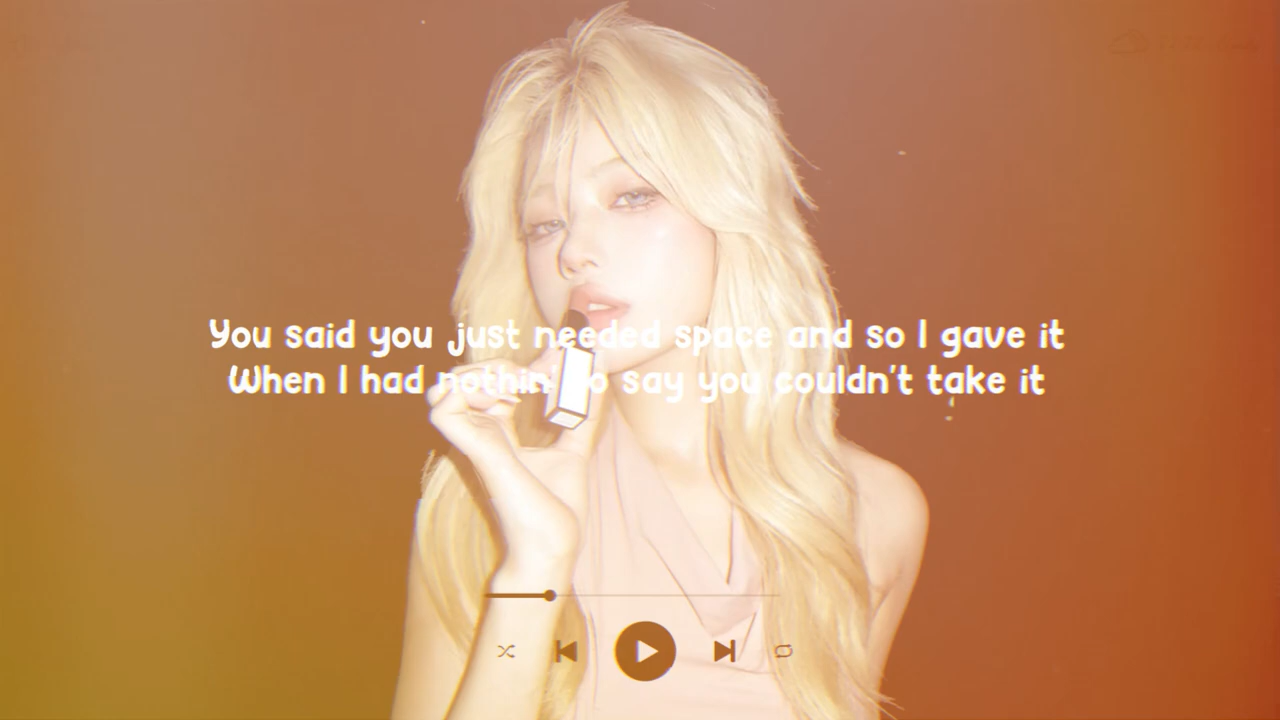 You said you just needed space and so I gave it
When I had nothin' to say you couldn't take it